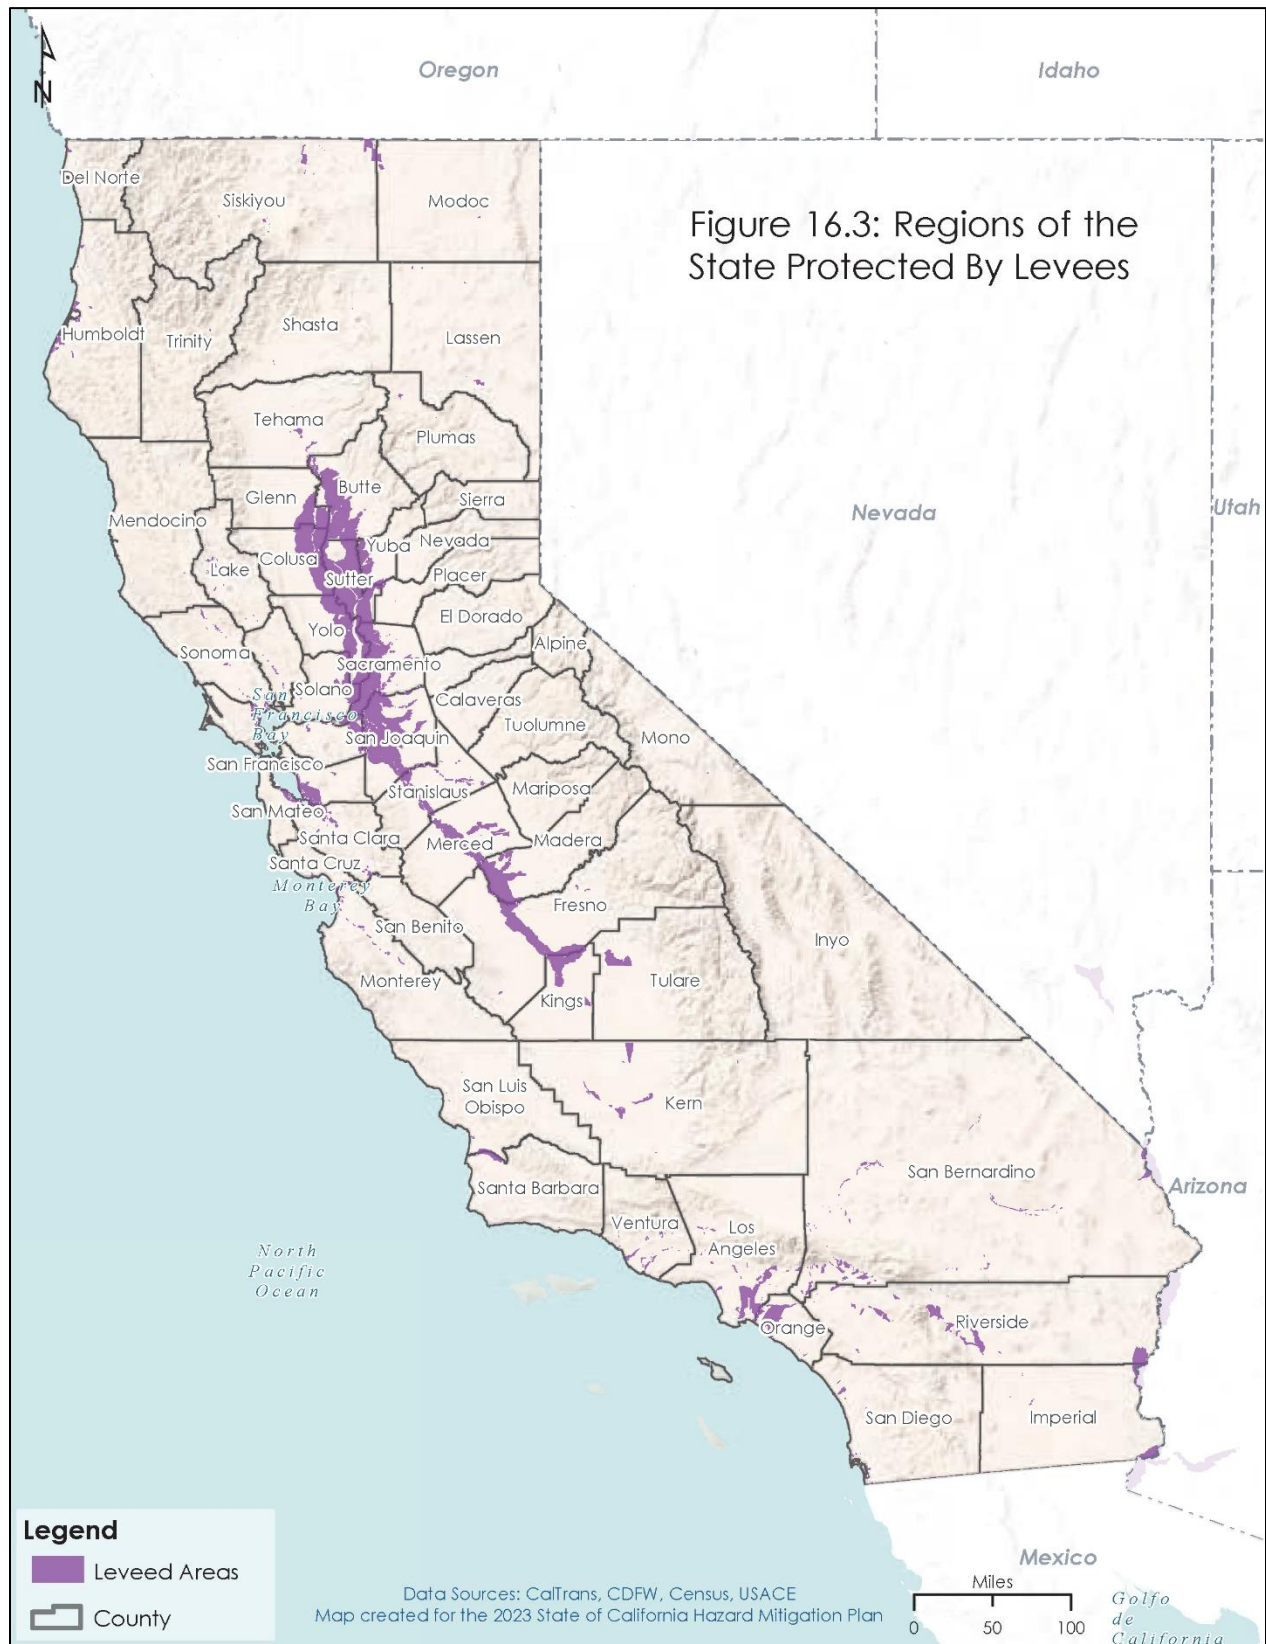 N
Oregon
Idaho
Del Norte
Siskiyou
Modoc
Figure 16.3: Regions of the
State Protected By Levees
Humboldt
Trinity
Shasta
Lassen
Tehama
Plumas
Glenn
Butte
Sierra
Mendocino
Nevada
Utah
Colusa
Yuba
Nevada
Lake
Sutter
Placer
El Dorado
Yolo
Alpine
Sonoma
Sacramento
Solano
San
Francisco
Bay
Calaveras
Tuolumne
San Joaquin
Mono
San Francisco
Stanislaus
Mariposa
San Mateo
Santa Clara
Merced
Madera
Santa Cruz
Monterey
Bay
Fresno
San Benito
Inyo
Monterey
Kings
Tulare
San Luis
Obispo
Kern
San Bernardino
Arizona
Santa Barbara
Ventura
Los
Angeles
North
Pacific
Ocean
Orange
Riverside
San Diego
Imperial
Legend
Leveed Areas
County
Data Sources: CalTrans, CDFW, Census, USACE
Map created for the 2023 State of California Hazard Mitigation Plan
Mexico
Miles
0 50 100
Golfo
de
California